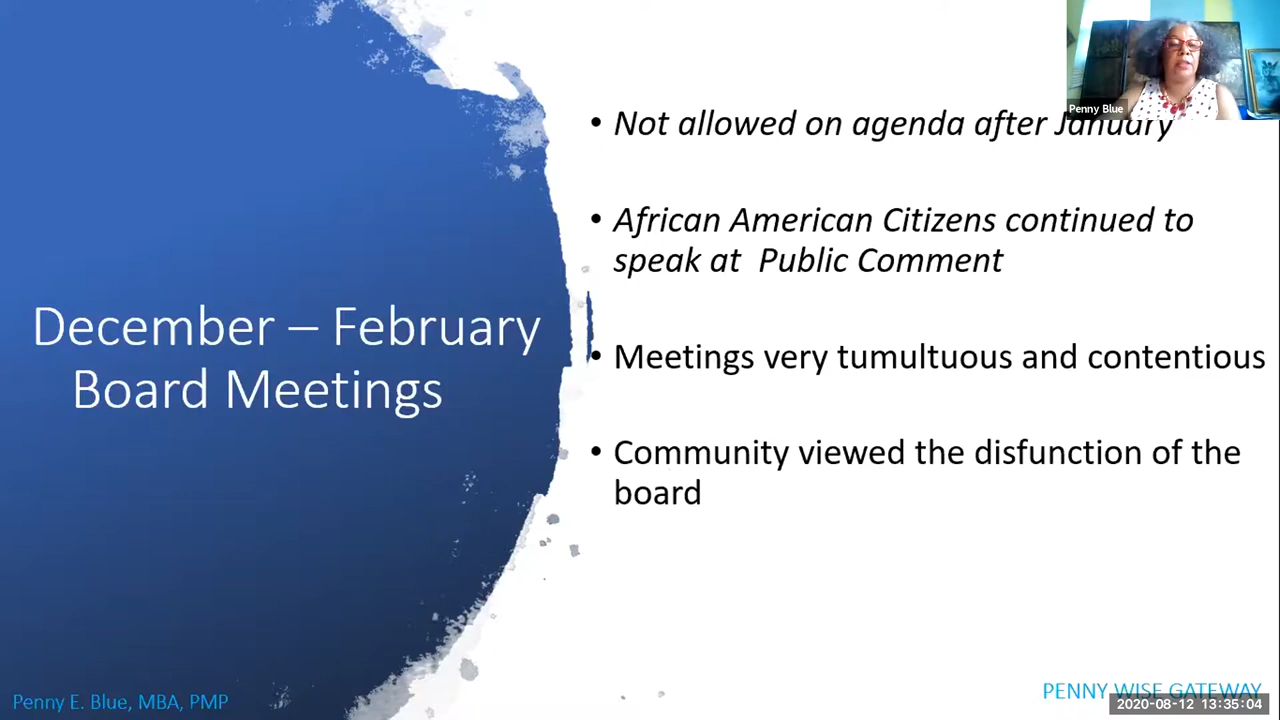 Penny Blue
• Not allowed on agenda after January
• African American Citizens continued to
speak at Public Comment
December – February
Board Meetings
• Meetings very tumultuous and contentious
• Community viewed the disfunction of the
board
Penny E. Blue, MBA, PMP
PENNY WISE GATEWAY
2020-08-12 13:35:04